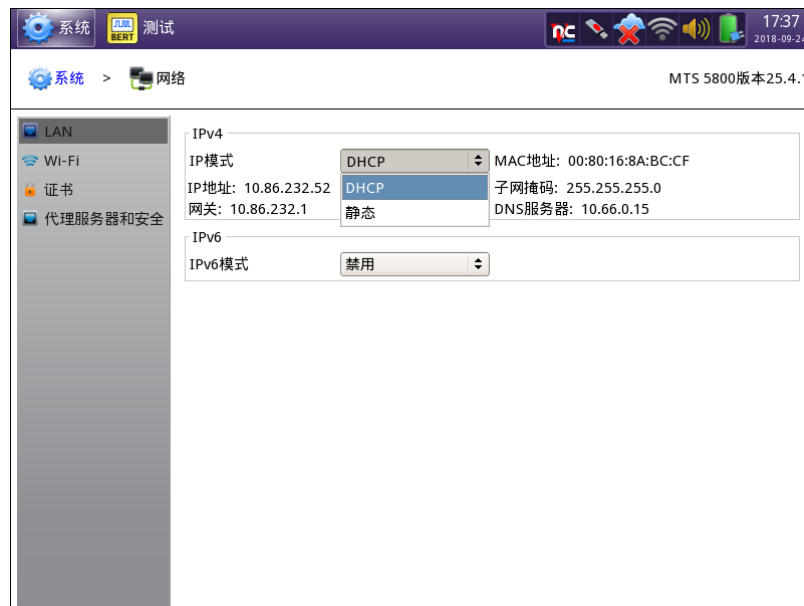 系统 BERT 测试 17:37
2018-09-24
系统 > 网络 MTS 5800版本25.4.
LAN
Wi-Fi
证书
代理服务器和安全
IPv4
IP模式 DHCP MAC地址: 00:80:16:8A:BC:CF
IP地址: 10.86.232.52 DHCP 子网掩码: 255.255.255.0
网关: 10.86.232.1 静态 DNS服务器: 10.66.0.15
IPv6
IPv6模式 禁用